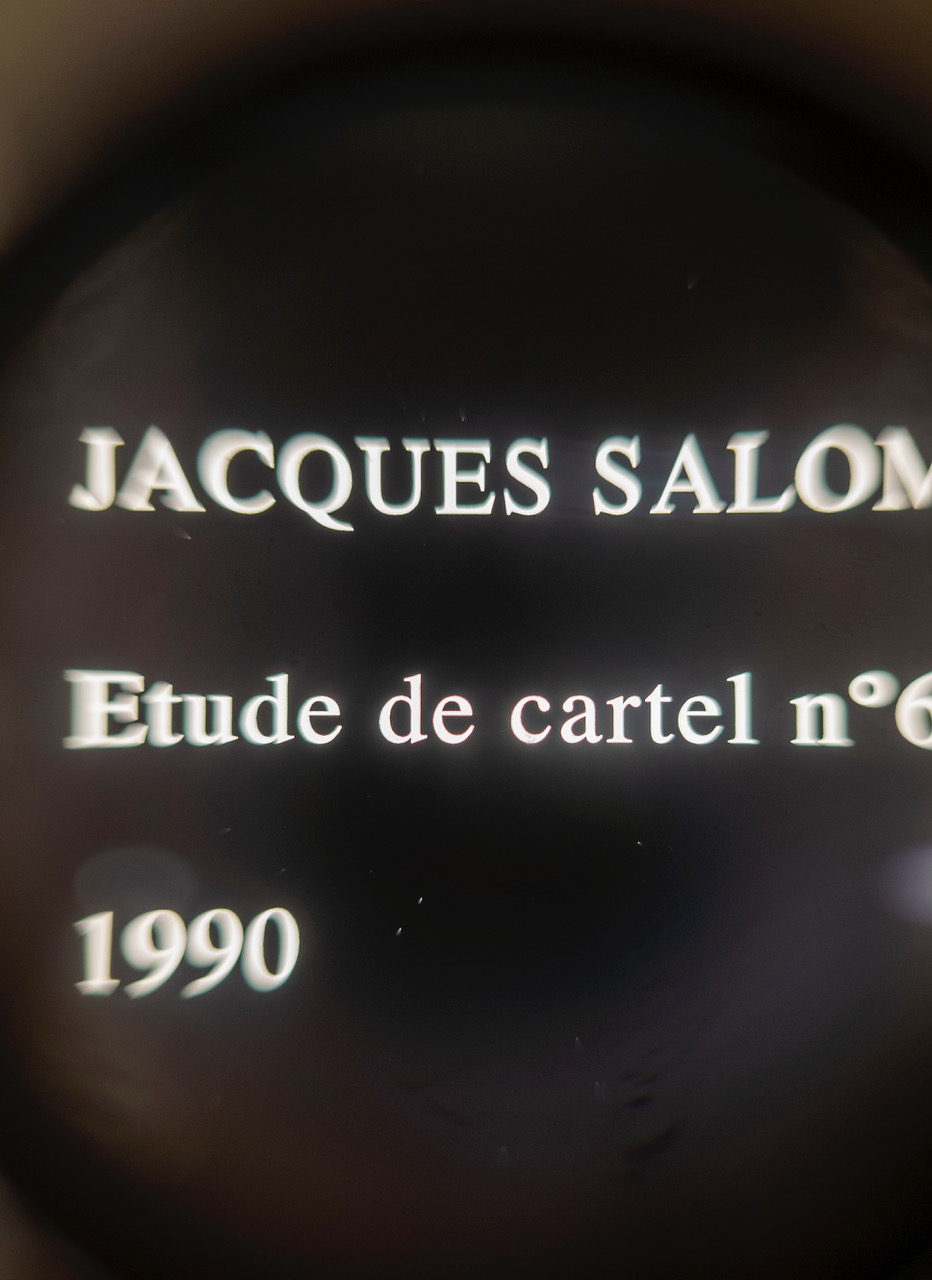 JACQUES SALOM
Etude de cartel n°6
1990